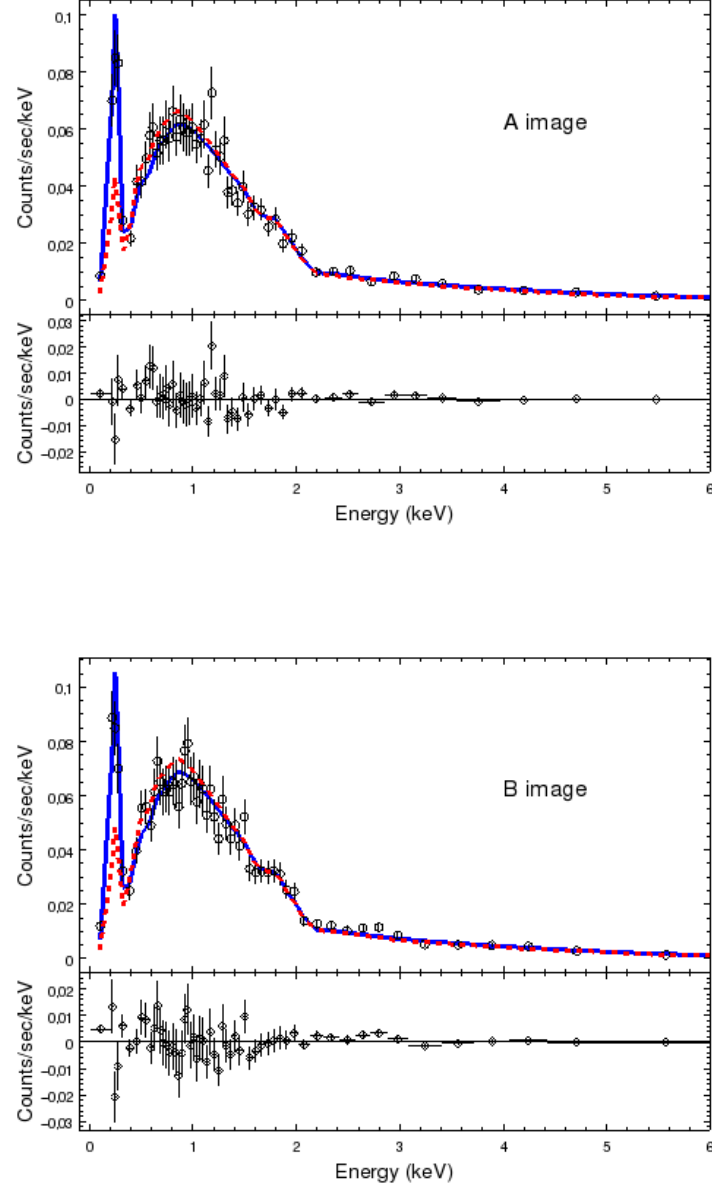 Counts/sec/keV
0,1
0,08
0,06
0,04
0,02
0
A image
Counts/sec/keV
0,03
0,02
0,01
0
−0,01
−0,02
0 1 2 3 4 5 6
Energy (keV)
Counts/sec/keV
0,1
0,08
0,06
0,04
0,02
0
B image
Counts/sec/keV
0,02
0,01
0
−0,01
−0,02
−0,03
0 1 2 3 4 5 6
Energy (keV)